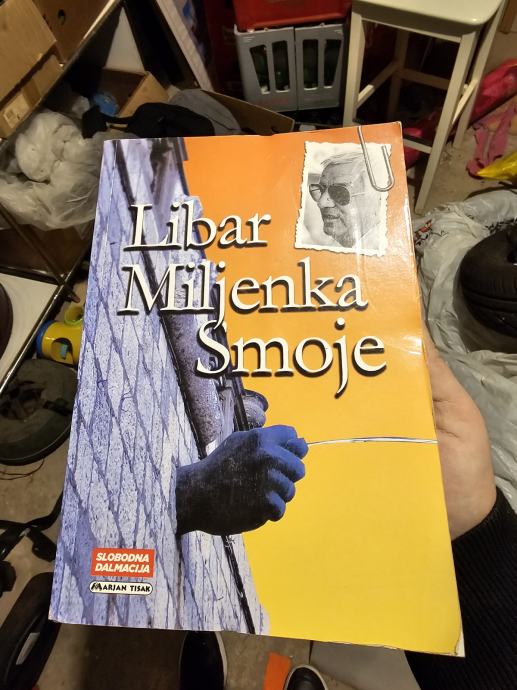 Libar
Miljenka
Smoje
SLOBODNA
DALMACIJA
MARJAN TISAK